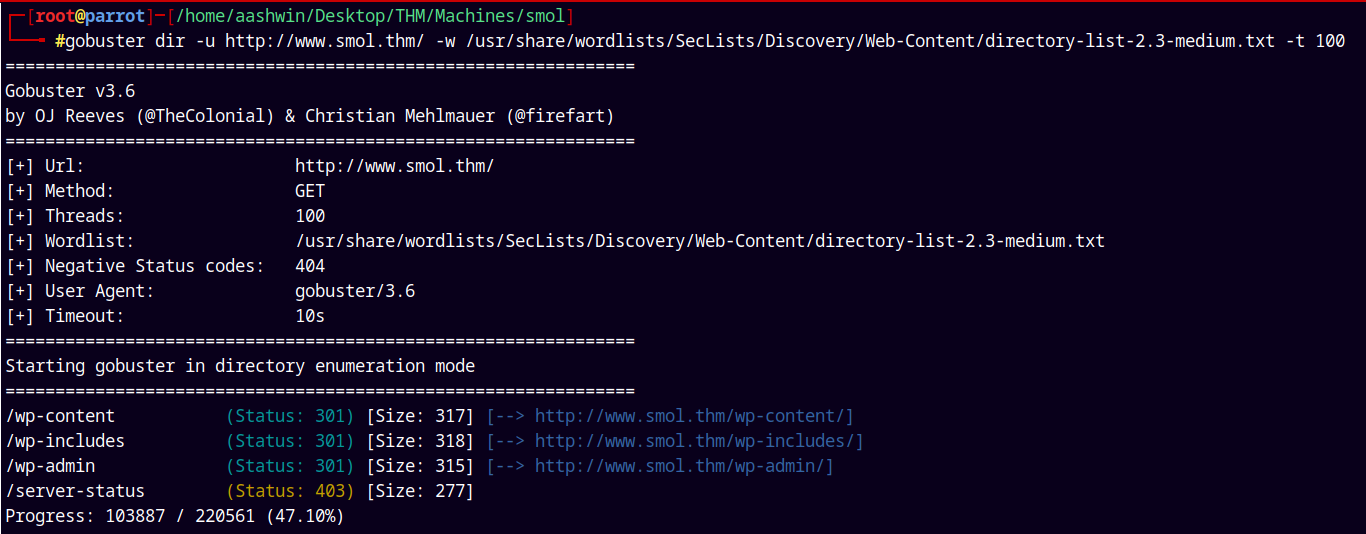 ┌─[root@parrot]─[/home/aashwin/Desktop/THM/Machines/smol]
└──╼ #gobuster dir -u http://www.smol.thm/ -w /usr/share/wordlists/SecLists/Discovery/Web-Content/directory-list-2.3-medium.txt -t 100
===============================================================
Gobuster v3.6
by OJ Reeves (@TheColonial) & Christian Mehlmauer (@firefart)
===============================================================
[+] Url:                     http://www.smol.thm/
[+] Method:                  GET
[+] Threads:                 100
[+] Wordlist:                /usr/share/wordlists/SecLists/Discovery/Web-Content/directory-list-2.3-medium.txt
[+] Negative Status codes:   404
[+] User Agent:              gobuster/3.6
[+] Timeout:                 10s
===============================================================
Starting gobuster in directory enumeration mode
===============================================================
/wp-content           (Status: 301) [Size: 317] [--> http://www.smol.thm/wp-content/]
/wp-includes          (Status: 301) [Size: 318] [--> http://www.smol.thm/wp-includes/]
/wp-admin             (Status: 301) [Size: 315] [--> http://www.smol.thm/wp-admin/]
/server-status        (Status: 403) [Size: 277]
Progress: 103887 / 220561 (47.10%)